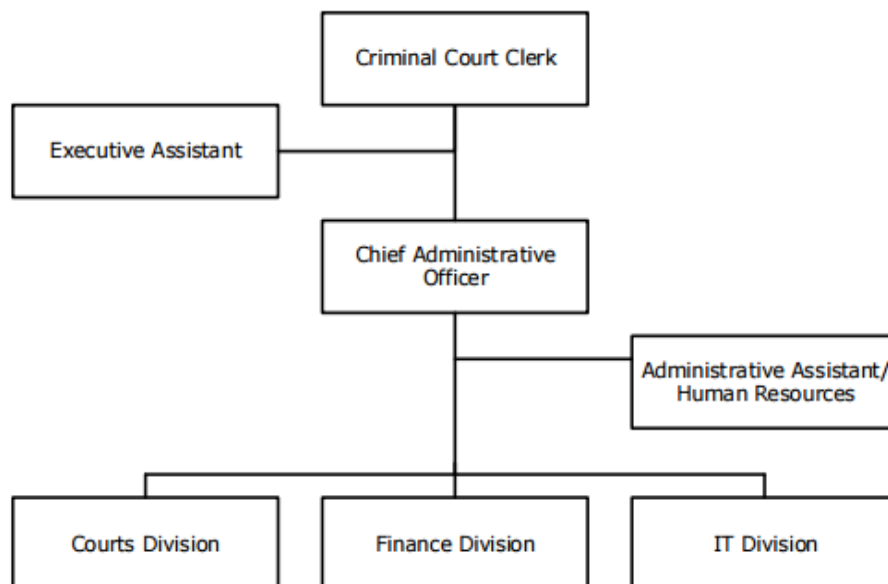 Criminal Court Clerk
Executive Assistant
Chief Administrative
Officer
Administrative Assistant/
Human Resources
Courts Division
Finance Division
IT Division